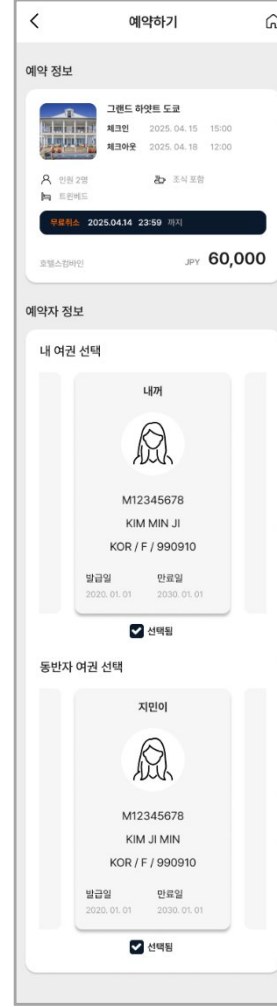 예약하기
예약 정보
그랜드 하얏트 도쿄
체크인 2025. 04. 15 15:00
체크아웃 2025. 04. 18 12:00
인원 2명 조식 포함
트윈베드
무료취소 2025.04.14 23:59 까지
호텔스컴바인 JPY 60,000
예약자 정보
내 여권 선택
내꺼
M12345678
KIM MIN JI
KOR / F / 990910
발급일 만료일
2020. 01. 01 2030. 01. 01
선택됨
동반자 여권 선택
지민이
M12345678
KIM JI MIN
KOR / F / 990910
발급일 만료일
2020. 01. 01 2030. 01. 01
선택됨